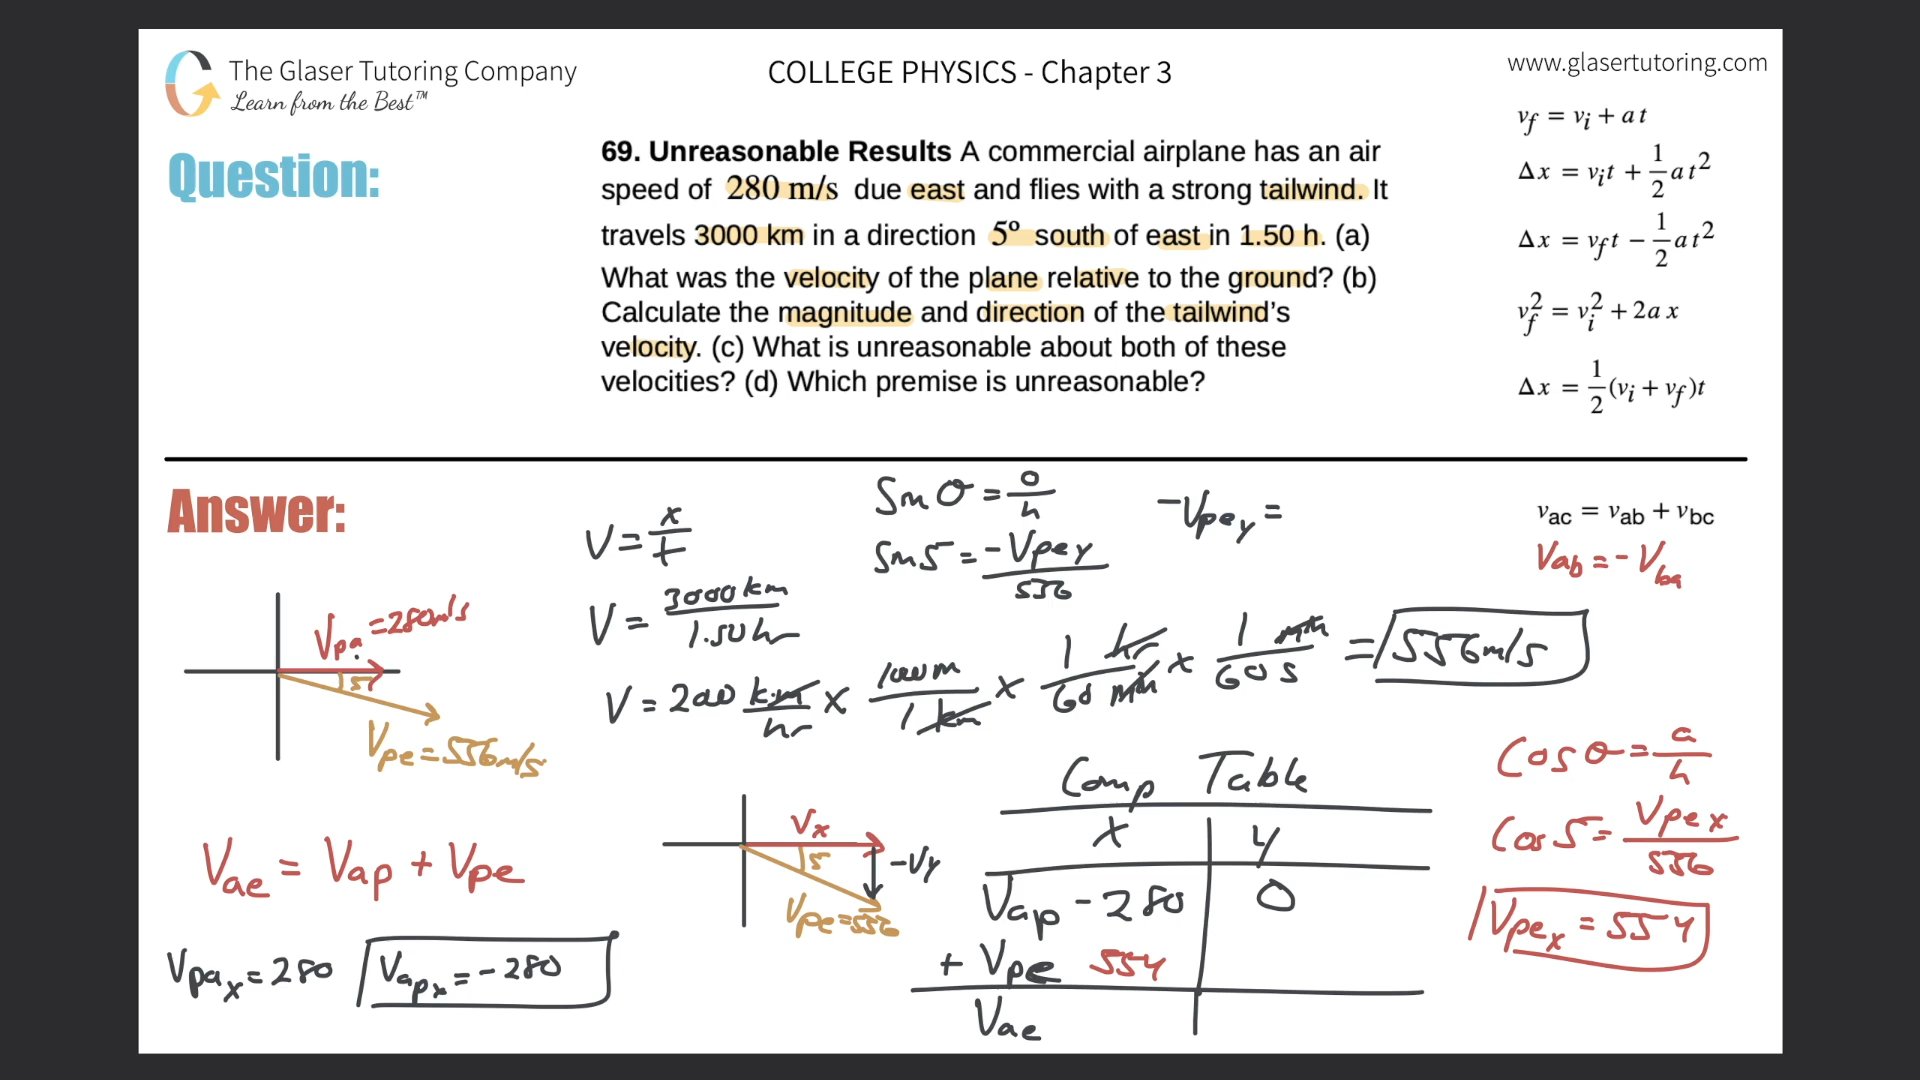 The Glaser Tutoring Company
Learn from the Best™
COLLEGE PHYSICS - Chapter 3
www.glasertutoring.com
Question:
69. Unreasonable Results A commercial airplane has an air
speed of 280 m/s due east and flies with a strong tailwind. It
travels 3000 km in a direction 5º south of east in 1.50 h. (a)
What was the velocity of the plane relative to the ground? (b)
Calculate the magnitude and direction of the tailwind's
velocity. (c) What is unreasonable about both of these
velocities? (d) Which premise is unreasonable?
v_f = v_i + a t
Δx = v_i t + 1/2 a t²
Δx = v_f t − 1/2 a t²
v_f² = v_i² + 2a x
Δx = 1/2 (v_i + v_f)t
Answer:
v_ac = v_ab + v_bc
Vab = - Vba
Vpa = 280m/s
5
Vpe = 556m/s
Vae = Vap + Vpe
Vpax = 280
Vapx = - 280
V = x/t
V = 3000 km / 1.50 hr
V = 2000 km/hr x 1000 m / 1 km x 1 hr / 60 min x 1 min / 60 s = 556m/s
Sin θ = o/h
Sin 5 = -Vpey / 556
-Vpey =
Vx
5
-Vy
Vpe = 556
Comp Table
x y
Vap -280 0
+ Vpe 554
Vae
Cos θ = a/h
Cos 5 = Vpex / 556
Vpex = 554